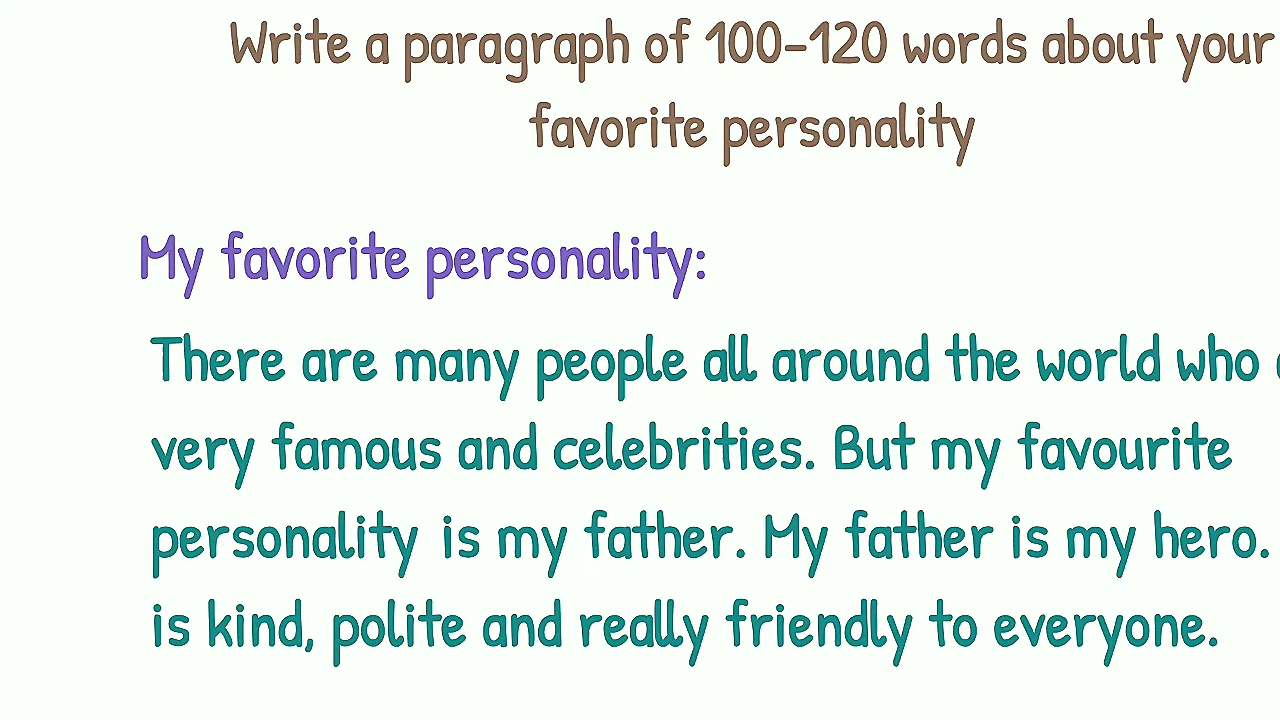 Write a paragraph of 100-120 words about your
favorite personality
My favorite personality:
There are many people all around the world who
very famous and celebrities. But my favourite
personality is my father. My father is my hero.
is kind, polite and really friendly to everyone.